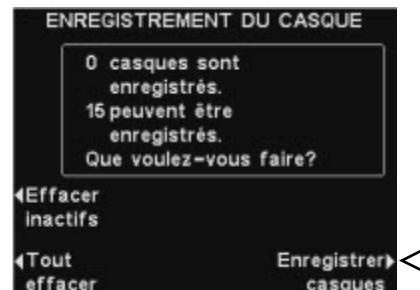 ENREGISTREMENT DU CASQUE
0 casques sont
enregistrés.
15 peuvent être
enregistrés.
Que voulez-vous faire?
Effacer
inactifs
Tout
effacer
Enregistrer
casques